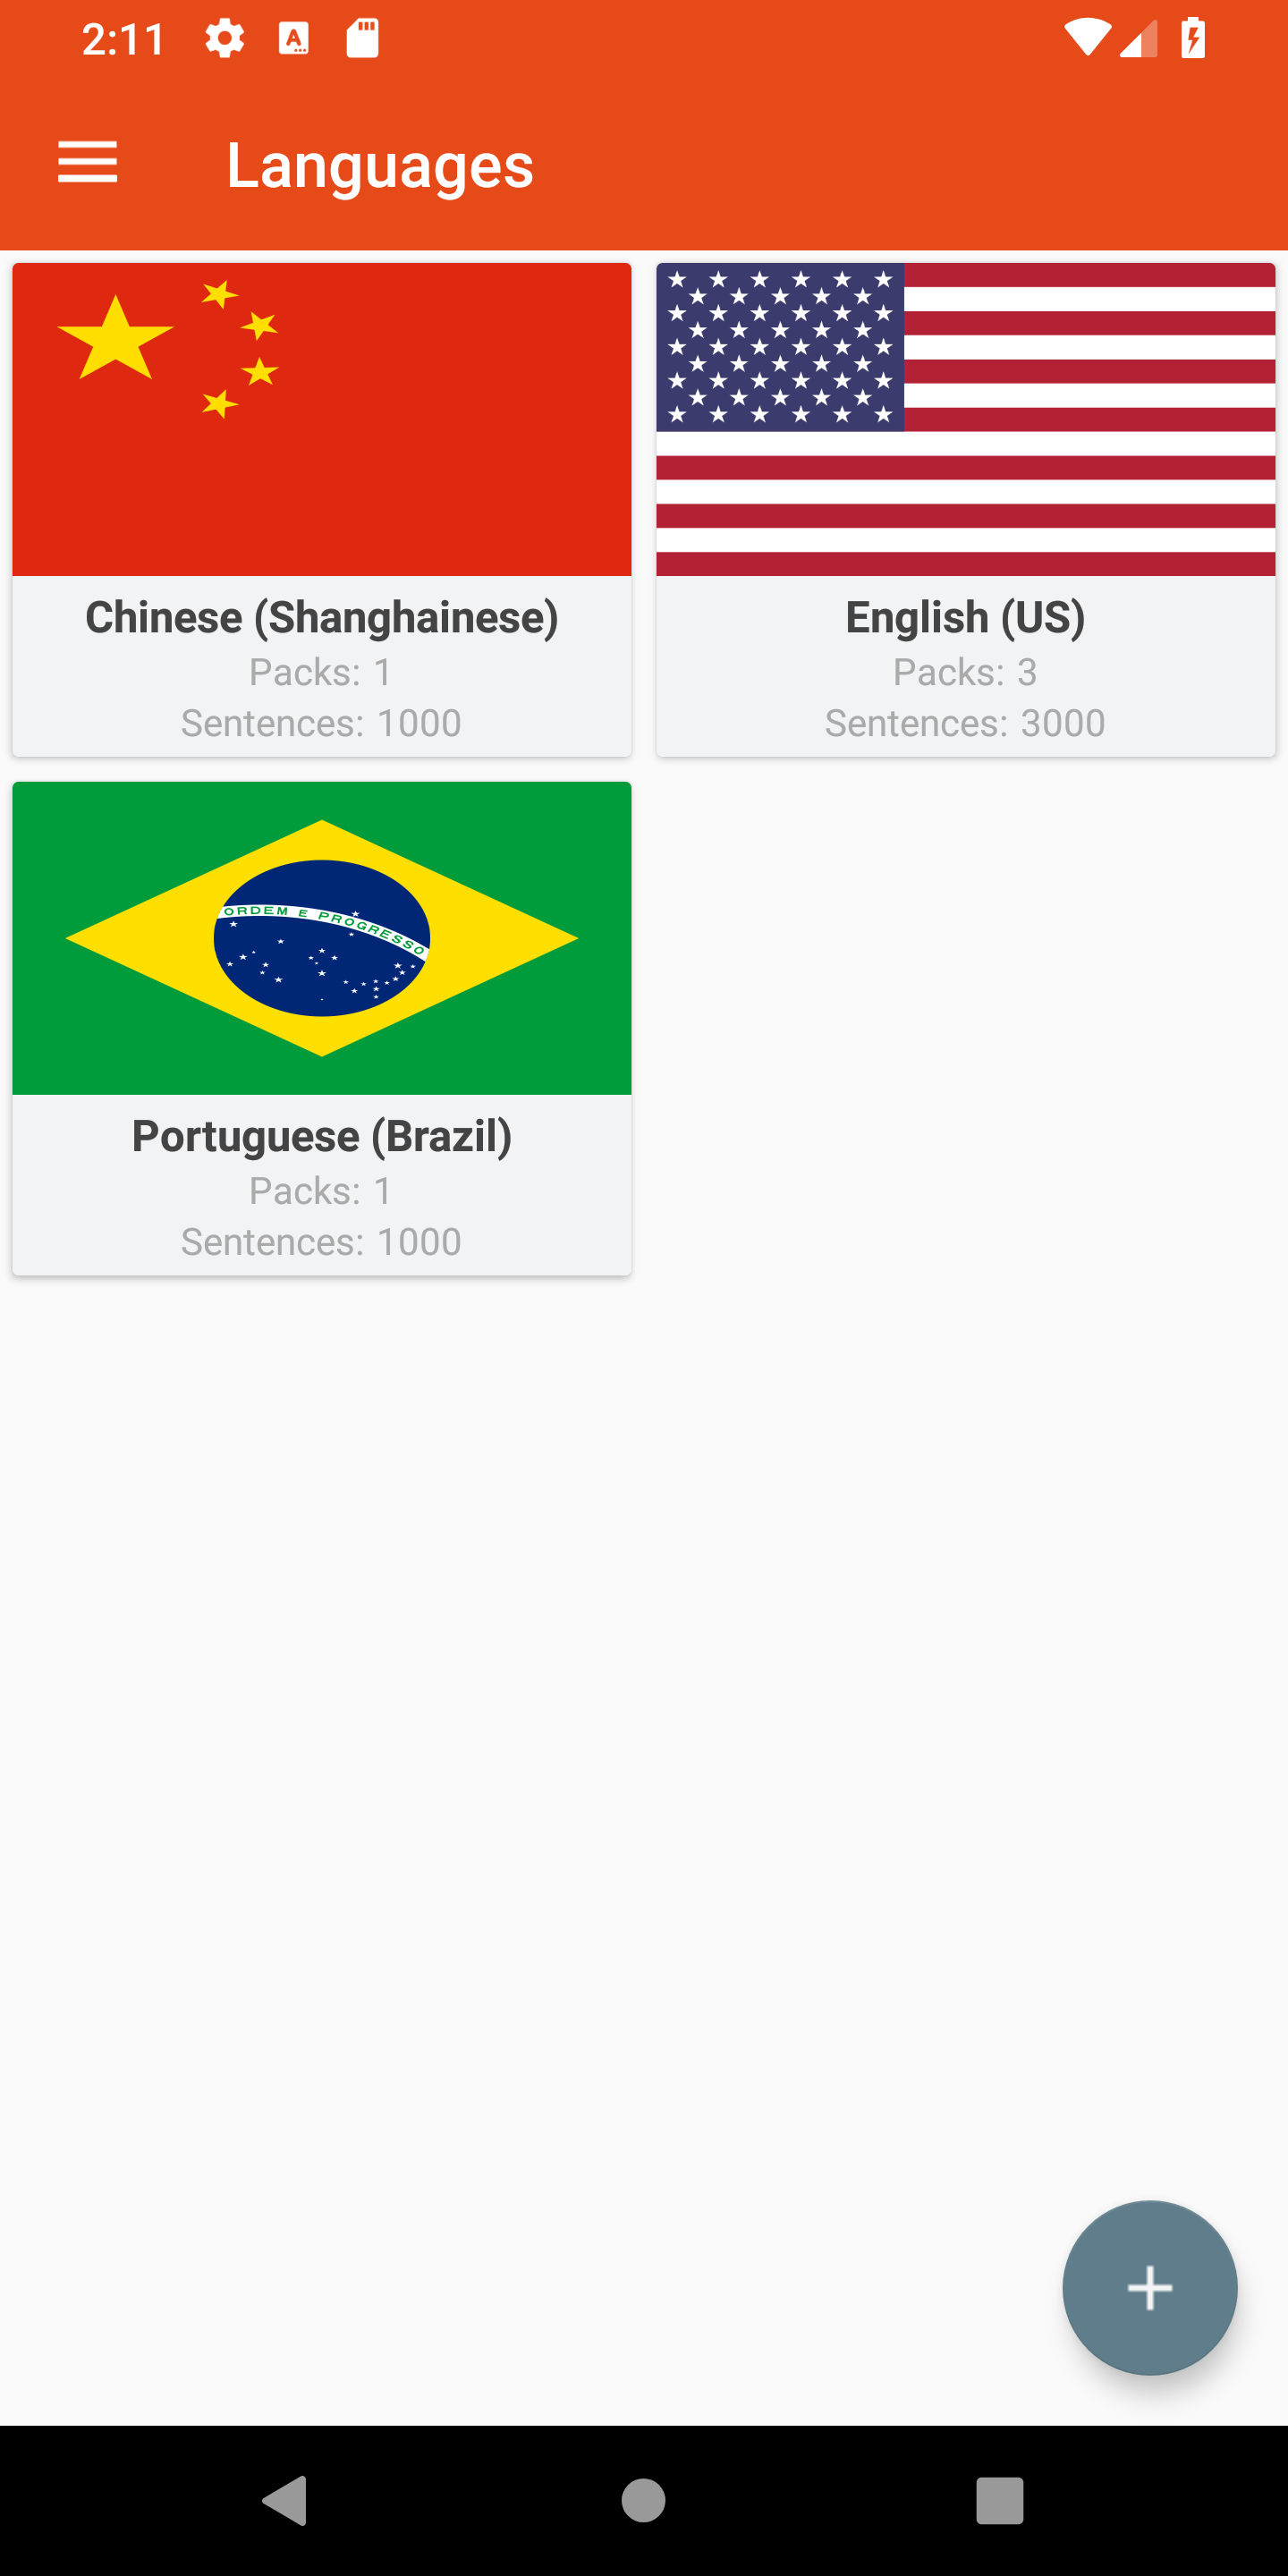 2:11
Languages
Chinese (Shanghainese)
Packs: 1
Sentences: 1000
English (US)
Packs: 3
Sentences: 3000
ORDEM E PROGRESSO
Portuguese (Brazil)
Packs: 1
Sentences: 1000